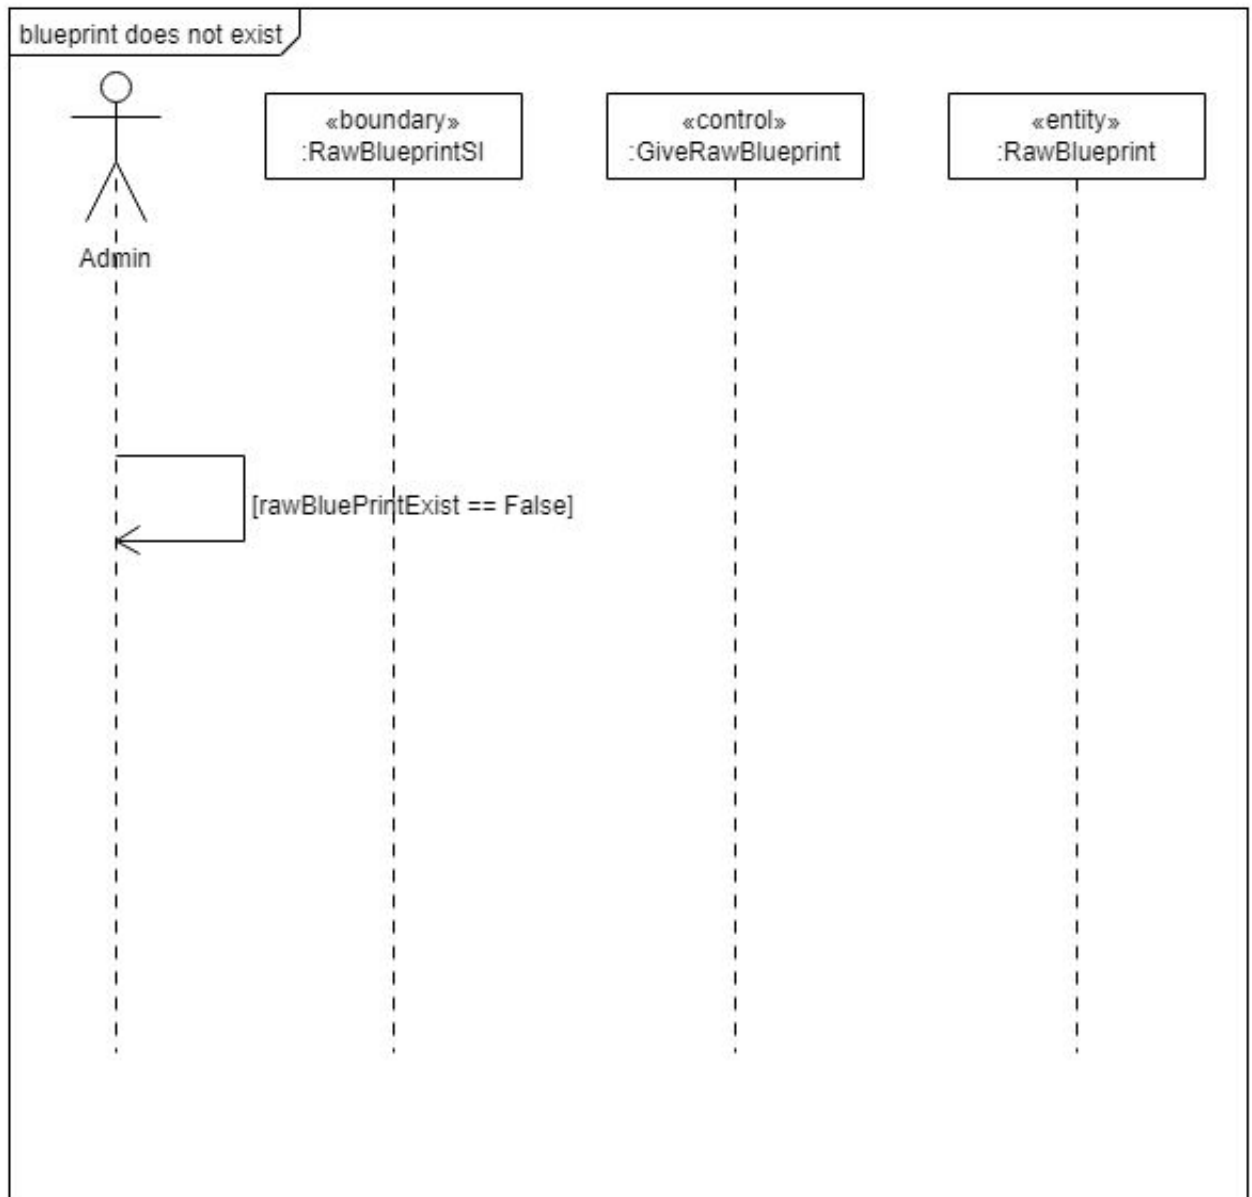 blueprint does not exist
«boundary»
:RawBlueprintSI
«control»
:GiveRawBlueprint
«entity»
:RawBlueprint
Admin
[rawBluePrintExist == False]